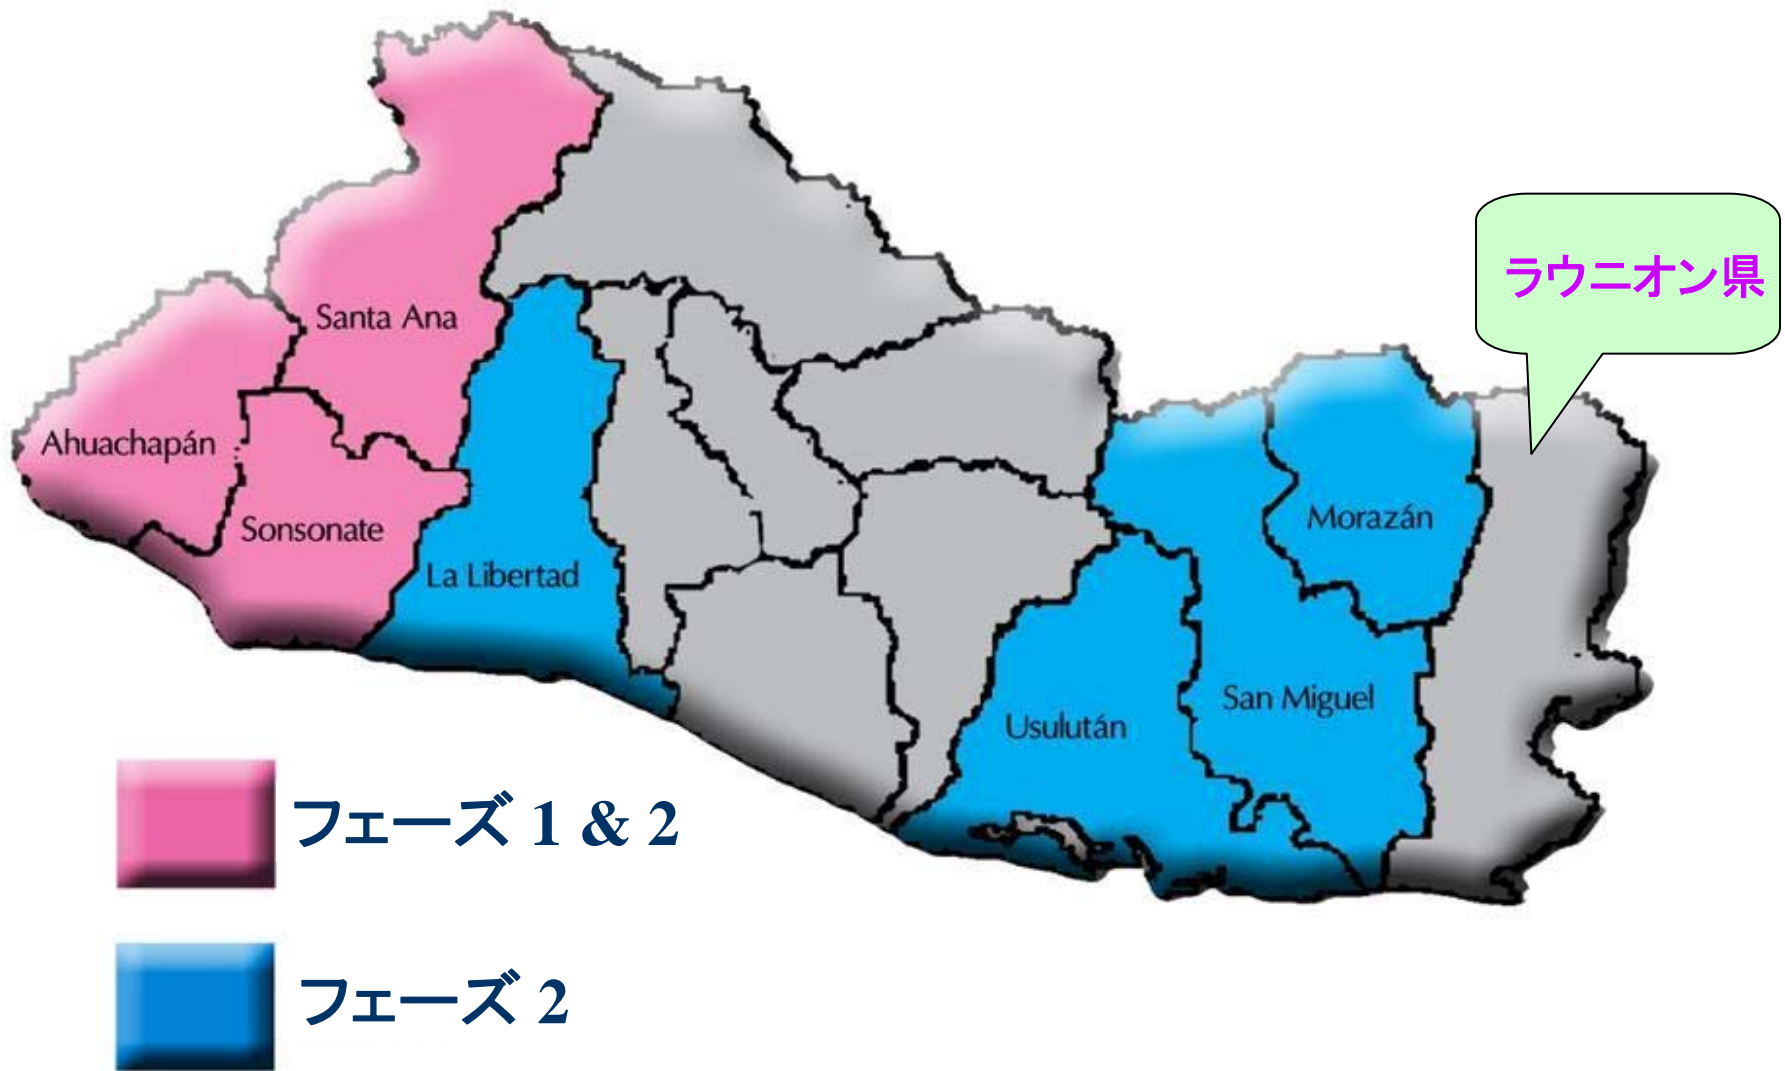 ラウニオン県
Santa Ana
Ahuachapán
Sonsonate
La Libertad
Morazán
San Miguel
Usulután
フェーズ 1 & 2
フェーズ 2